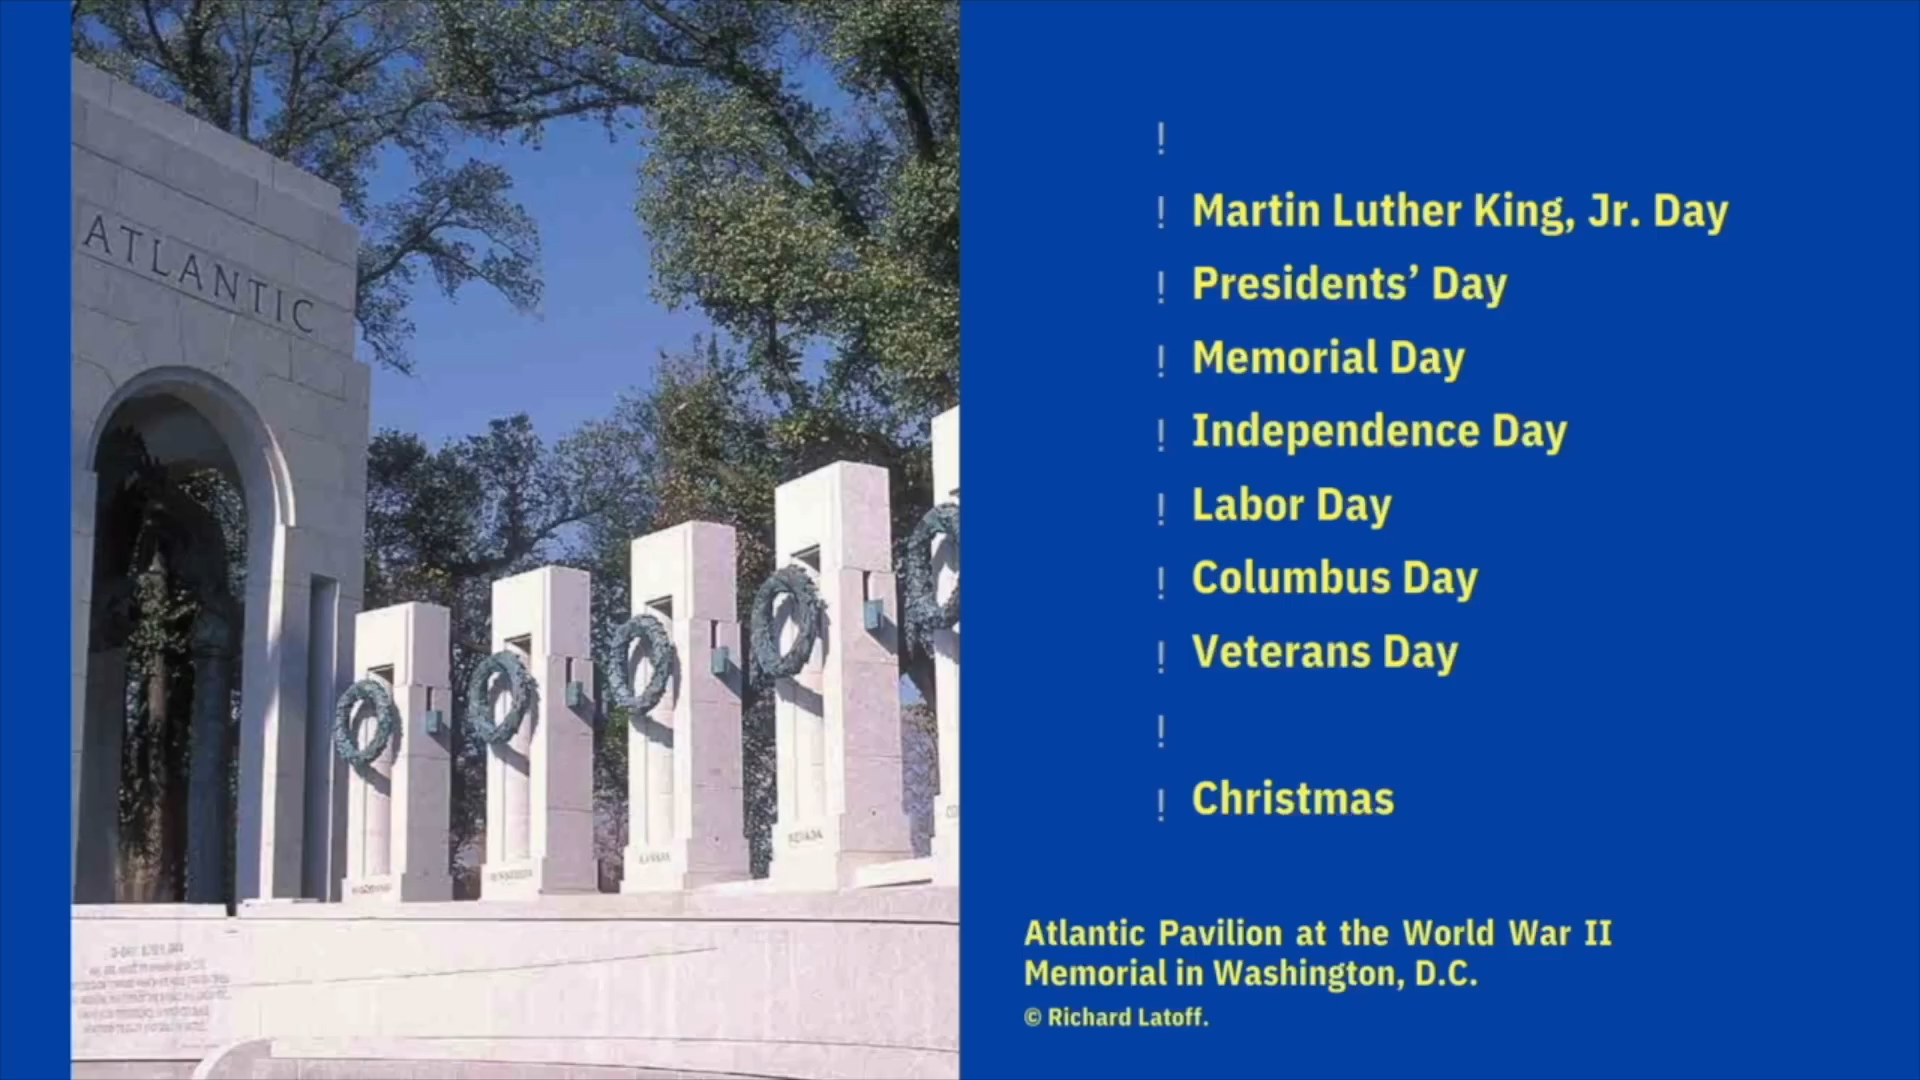 ATLANTIC
!
! Martin Luther King, Jr. Day
! Presidents’ Day
! Memorial Day
! Independence Day
! Labor Day
! Columbus Day
! Veterans Day
!
! Christmas
NEVADA
Atlantic Pavilion at the World War II
Memorial in Washington, D.C.
© Richard Latoff.